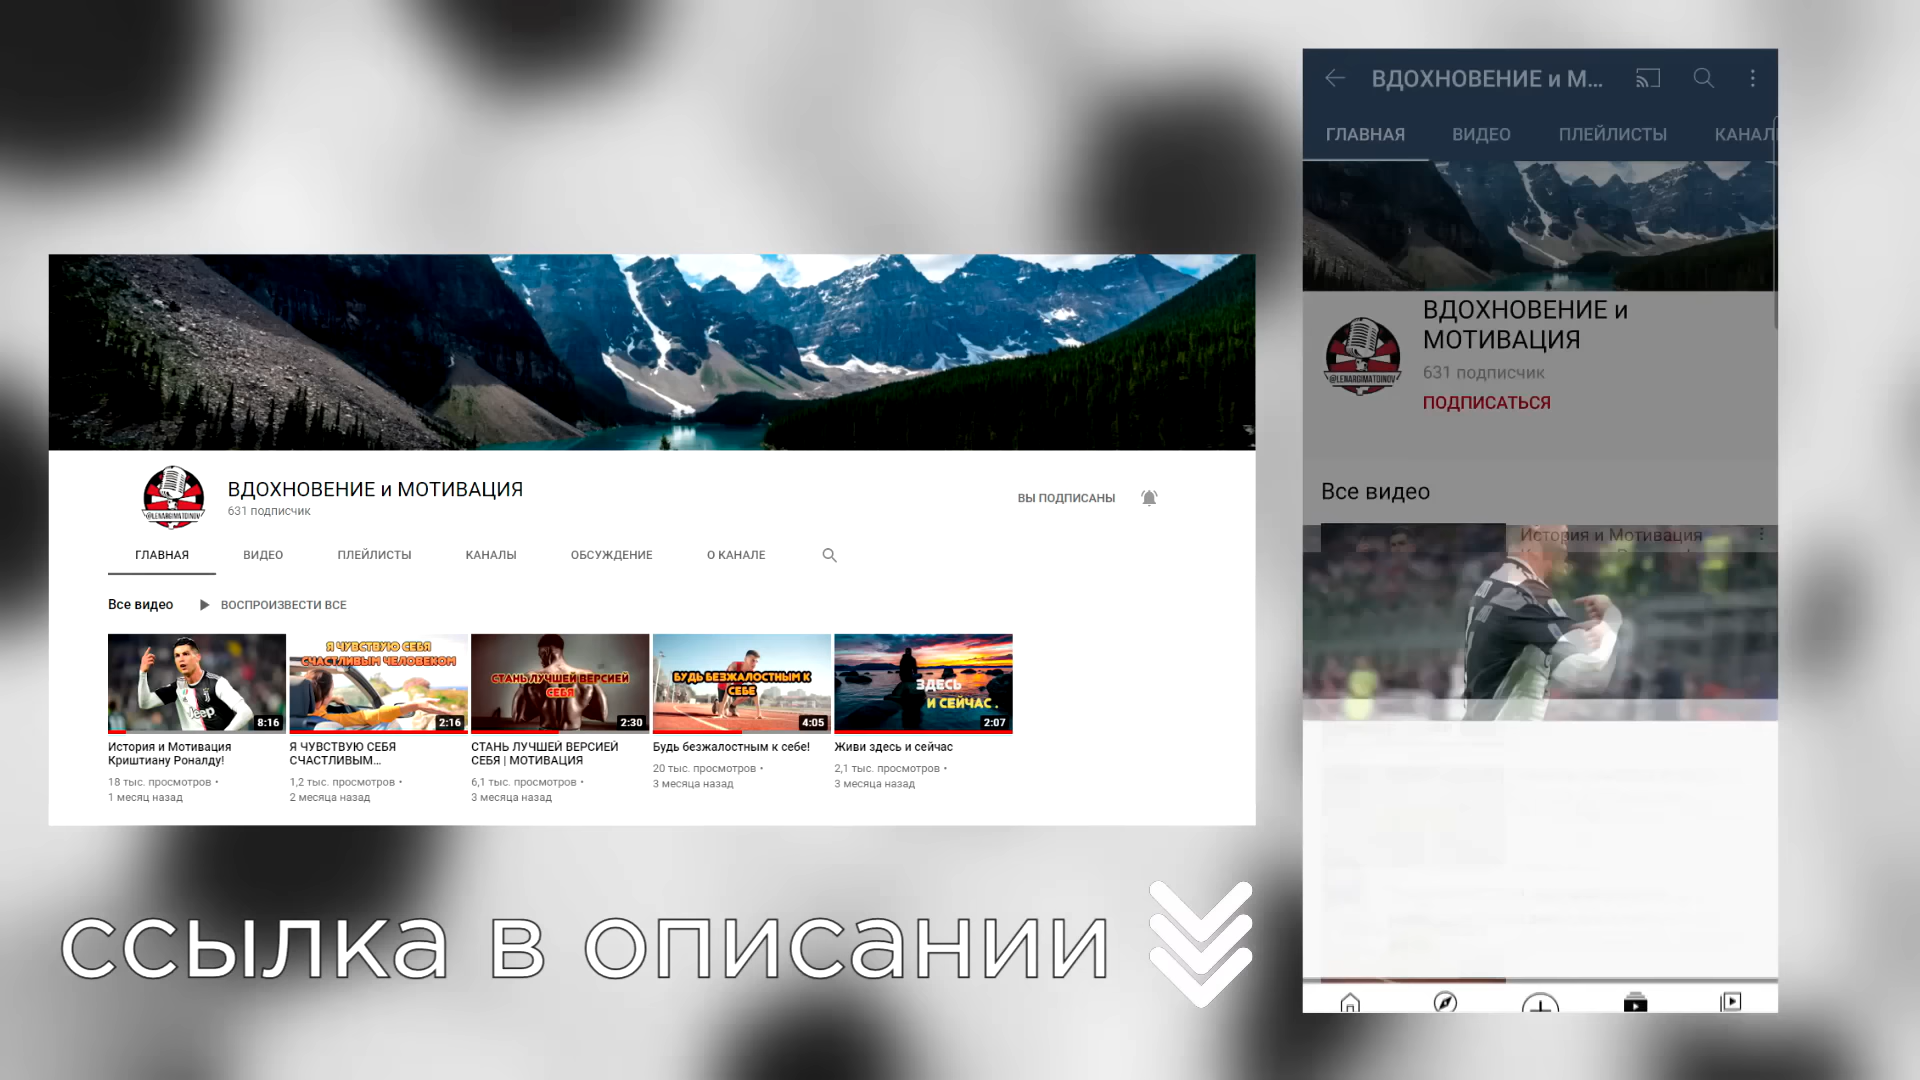 ВДОХНОВЕНИЕ и МОТИВАЦИЯ
631 подписчик
ВЫ ПОДПИСАНЫ
ГЛАВНАЯ ВИДЕО ПЛЕЙЛИСТЫ КАНАЛЫ ОБСУЖДЕНИЕ О КАНАЛЕ
Все видео ВОСПРОИЗВЕСТИ ВСЕ
Jeep
8:16
Я ЧУВСТВУЮ СЕБЯ
СЧАСТЛИВЫМ ЧЕЛОВЕКОМ
2:16
СТАНЬ ЛУЧШЕЙ ВЕРСИЕЙ
СЕБЯ
2:30
БУДЬ БЕЗЖАЛОСТНЫМ К
СЕБЕ
4:05
ЗДЕСЬ
И СЕЙЧАС .
2:07
История и Мотивация
Криштиану Роналду!
18 тыс. просмотров •
1 месяц назад
Я ЧУВСТВУЮ СЕБЯ
СЧАСТЛИВЫМ...
1,2 тыс. просмотров •
2 месяца назад
СТАНЬ ЛУЧШЕЙ ВЕРСИЕЙ
СЕБЯ | МОТИВАЦИЯ
6,1 тыс. просмотров •
3 месяца назад
Будь безжалостным к себе!
20 тыс. просмотров •
3 месяца назад
Живи здесь и сейчас
2,1 тыс. просмотров •
3 месяца назад
ссылка в описании
ВДОХНОВЕНИЕ и М...
ГЛАВНАЯ ВИДЕО ПЛЕЙЛИСТЫ КАНАЛ
ВДОХНОВЕНИЕ и
МОТИВАЦИЯ
@LENARGIMATDINOV
631 подписчик
ПОДПИСАТЬСЯ
Все видео
История и Мотивация